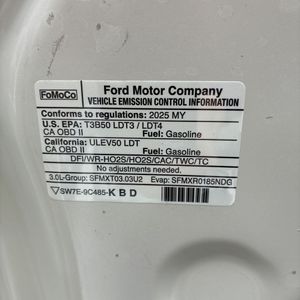 FoMoCo
Ford Motor Company
VEHICLE EMISSION CONTROL INFORMATION
Conforms to regulations: 2025 MY
U.S. EPA: T3B50 LDT3 / LDT4
CA OBD II Fuel: Gasoline
California: ULEV50 LDT
CA OBD II Fuel: Gasoline
DFI/WR-HO2S/HO2S/CAC/TWC/TC
No adjustments needed.
3.0L-Group: SFMXT03.03U2 Evap: SFMXR0185NDG
SW7E-9C485-K B D